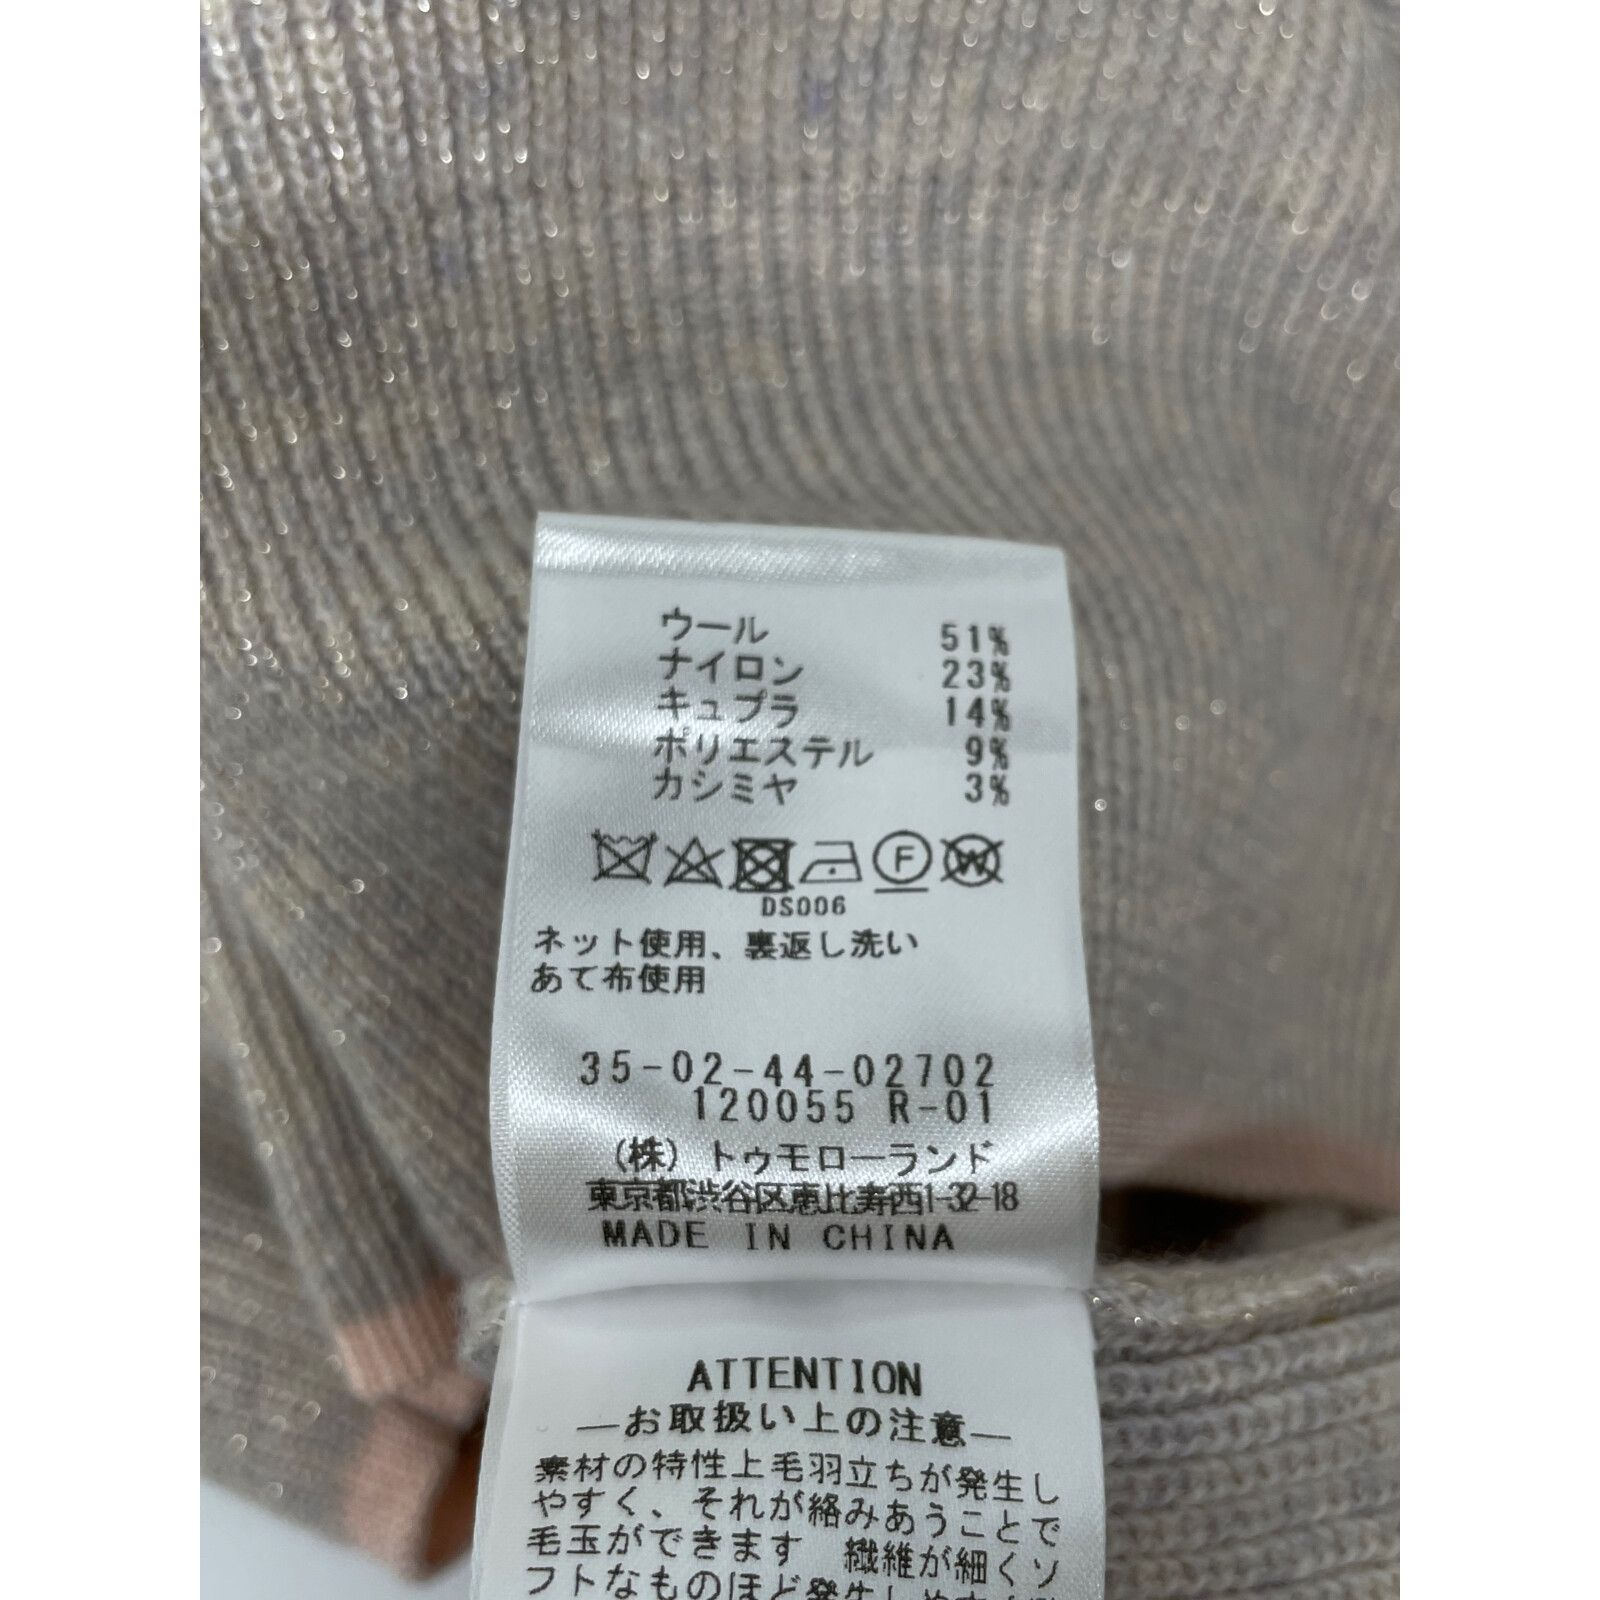 ウール 51%
ナイロン 23%
キュプラ 14%
ポリエステル 9%
カシミヤ 3%
F W
DS006
ネット使用、裏返し洗い
あて布使用
35-02-44-02702
120055 R-01
(株) トゥモローランド
東京都渋谷区恵比寿西1-32-18
MADE IN CHINA
ATTENTION
―お取扱い上の注意―
素材の特性上毛羽立ちが発生し
やすく、それが絡みあうことで
毛玉ができます 繊維が細くソ
フトなものほど発生しやすく